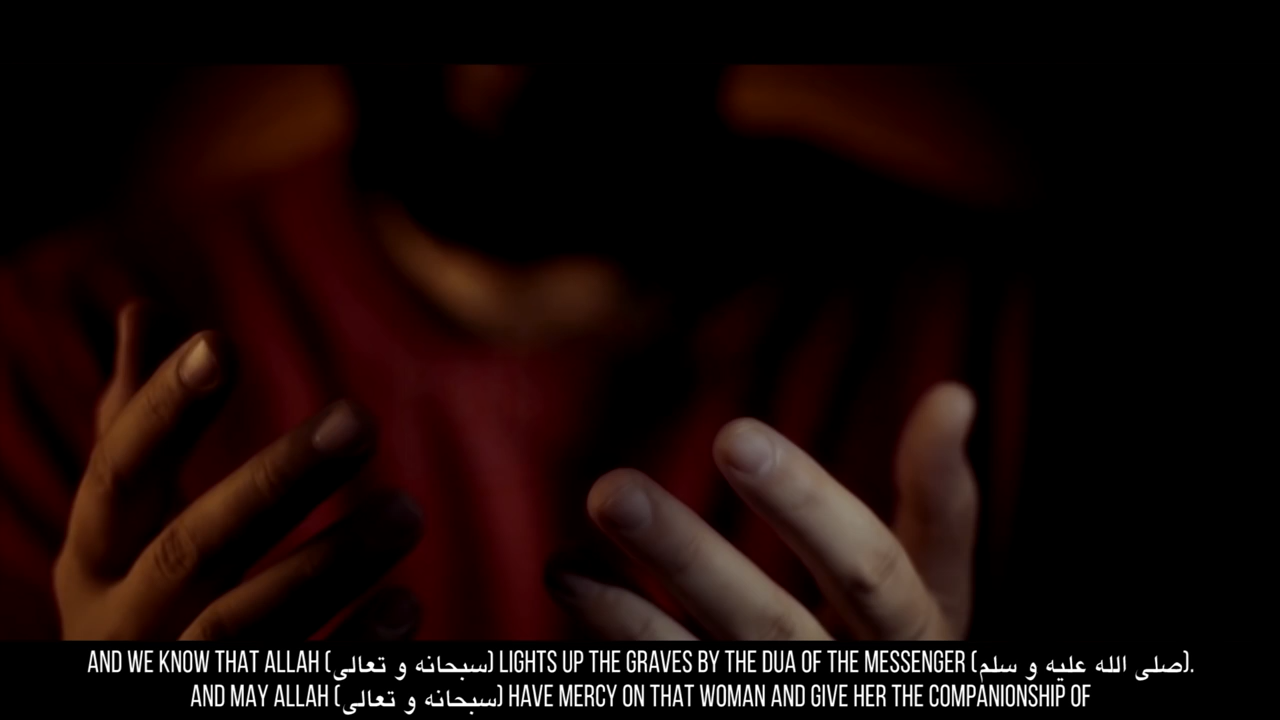 AND WE KNOW THAT ALLAH (سبحانه و تعالى) LIGHTS UP THE GRAVES BY THE DUA OF THE MESSENGER (صلى الله عليه و سلم).
AND MAY ALLAH (سبحانه و تعالى) HAVE MERCY ON THAT WOMAN AND GIVE HER THE COMPANIONSHIP OF